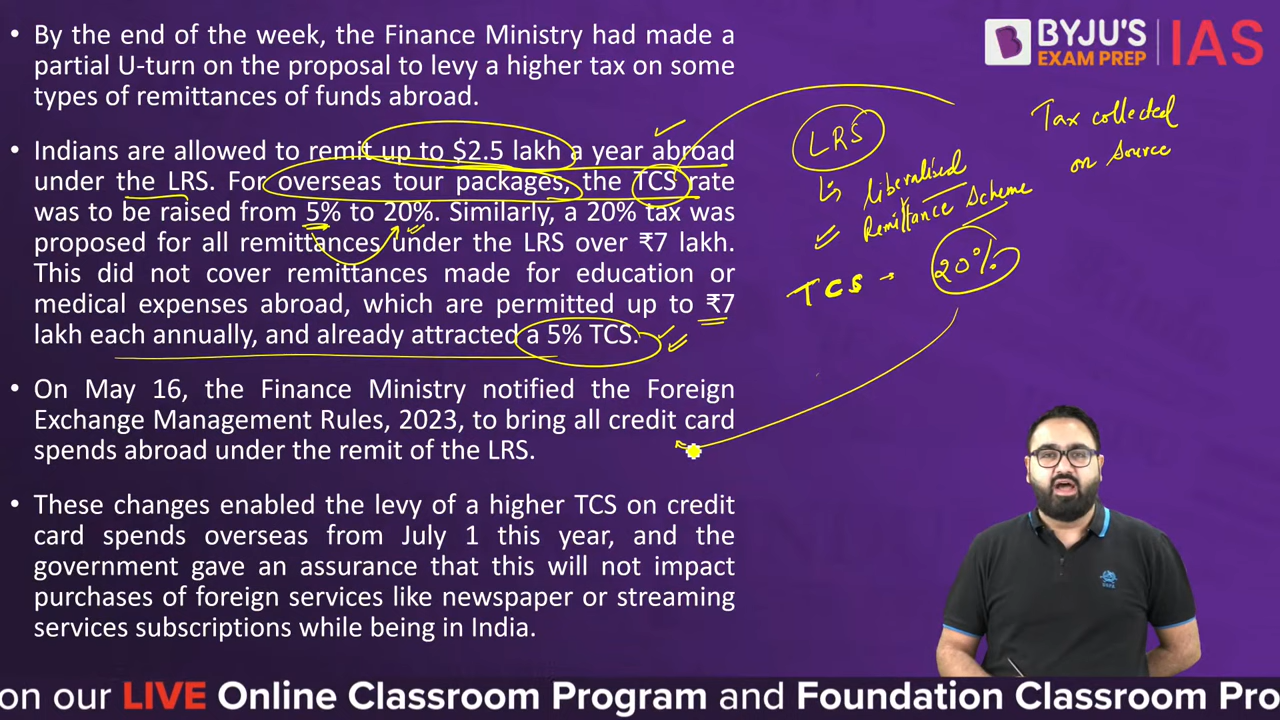 • By the end of the week, the Finance Ministry had made a
partial U-turn on the proposal to levy a higher tax on some
types of remittances of funds abroad.
• Indians are allowed to remit up to $2.5 lakh a year abroad
under the LRS. For overseas tour packages, the TCS rate
was to be raised from 5% to 20%. Similarly, a 20% tax was
proposed for all remittances under the LRS over ₹7 lakh.
This did not cover remittances made for education or
medical expenses abroad, which are permitted up to ₹7
lakh each annually, and already attracted a 5% TCS.
• On May 16, the Finance Ministry notified the Foreign
Exchange Management Rules, 2023, to bring all credit card
spends abroad under the remit of the LRS.
• These changes enabled the levy of a higher TCS on credit
card spends overseas from July 1 this year, and the
government gave an assurance that this will not impact
purchases of foreign services like newspaper or streaming
services subscriptions while being in India.
BYJU'S
EXAM PREP
IAS
LRS
Liberalised
Remittance Scheme
TCS → 20%
Tax collected
on source
on our LIVE Online Classroom Program and Foundation Classroom Pro